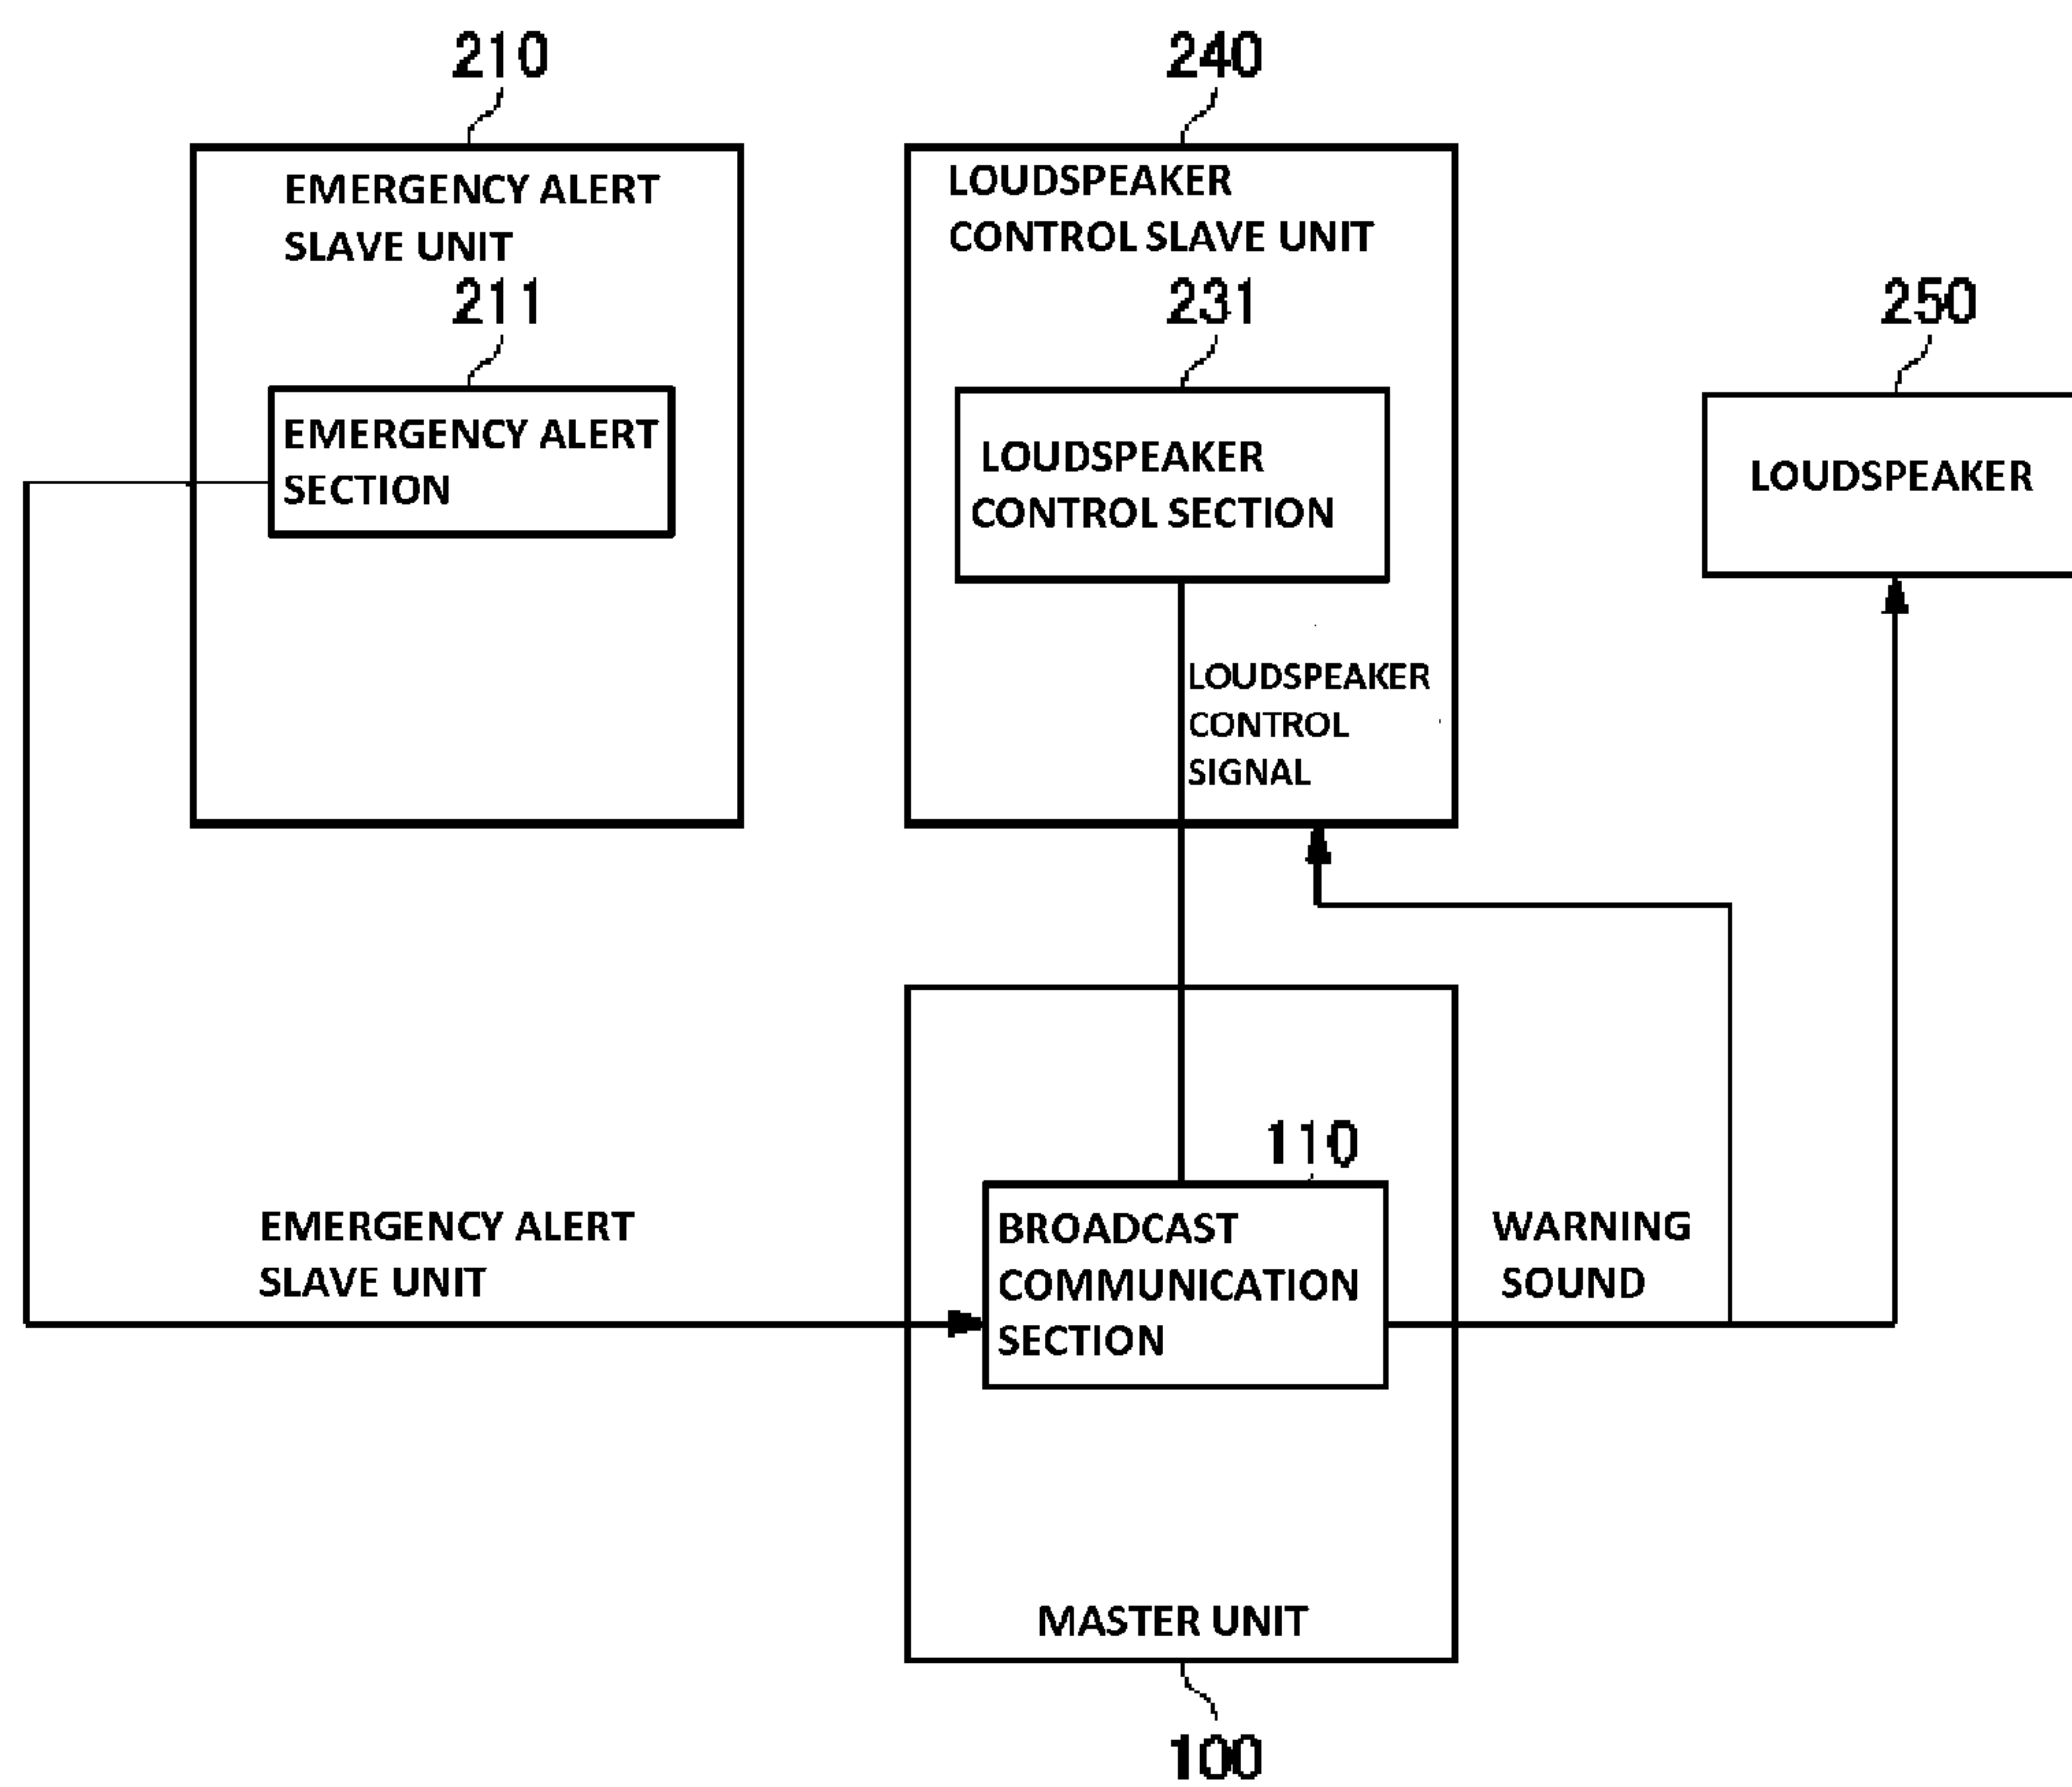 210
EMERGENCY ALERT
SLAVE UNIT
211
EMERGENCY ALERT
SECTION
240
LOUDSPEAKER
CONTROL SLAVE UNIT
231
LOUDSPEAKER
CONTROL SECTION
LOUDSPEAKER
CONTROL
SIGNAL
250
LOUDSPEAKER
EMERGENCY ALERT
SLAVE UNIT
110
BROADCAST
COMMUNICATION
SECTION
WARNING
SOUND
MASTER UNIT
100